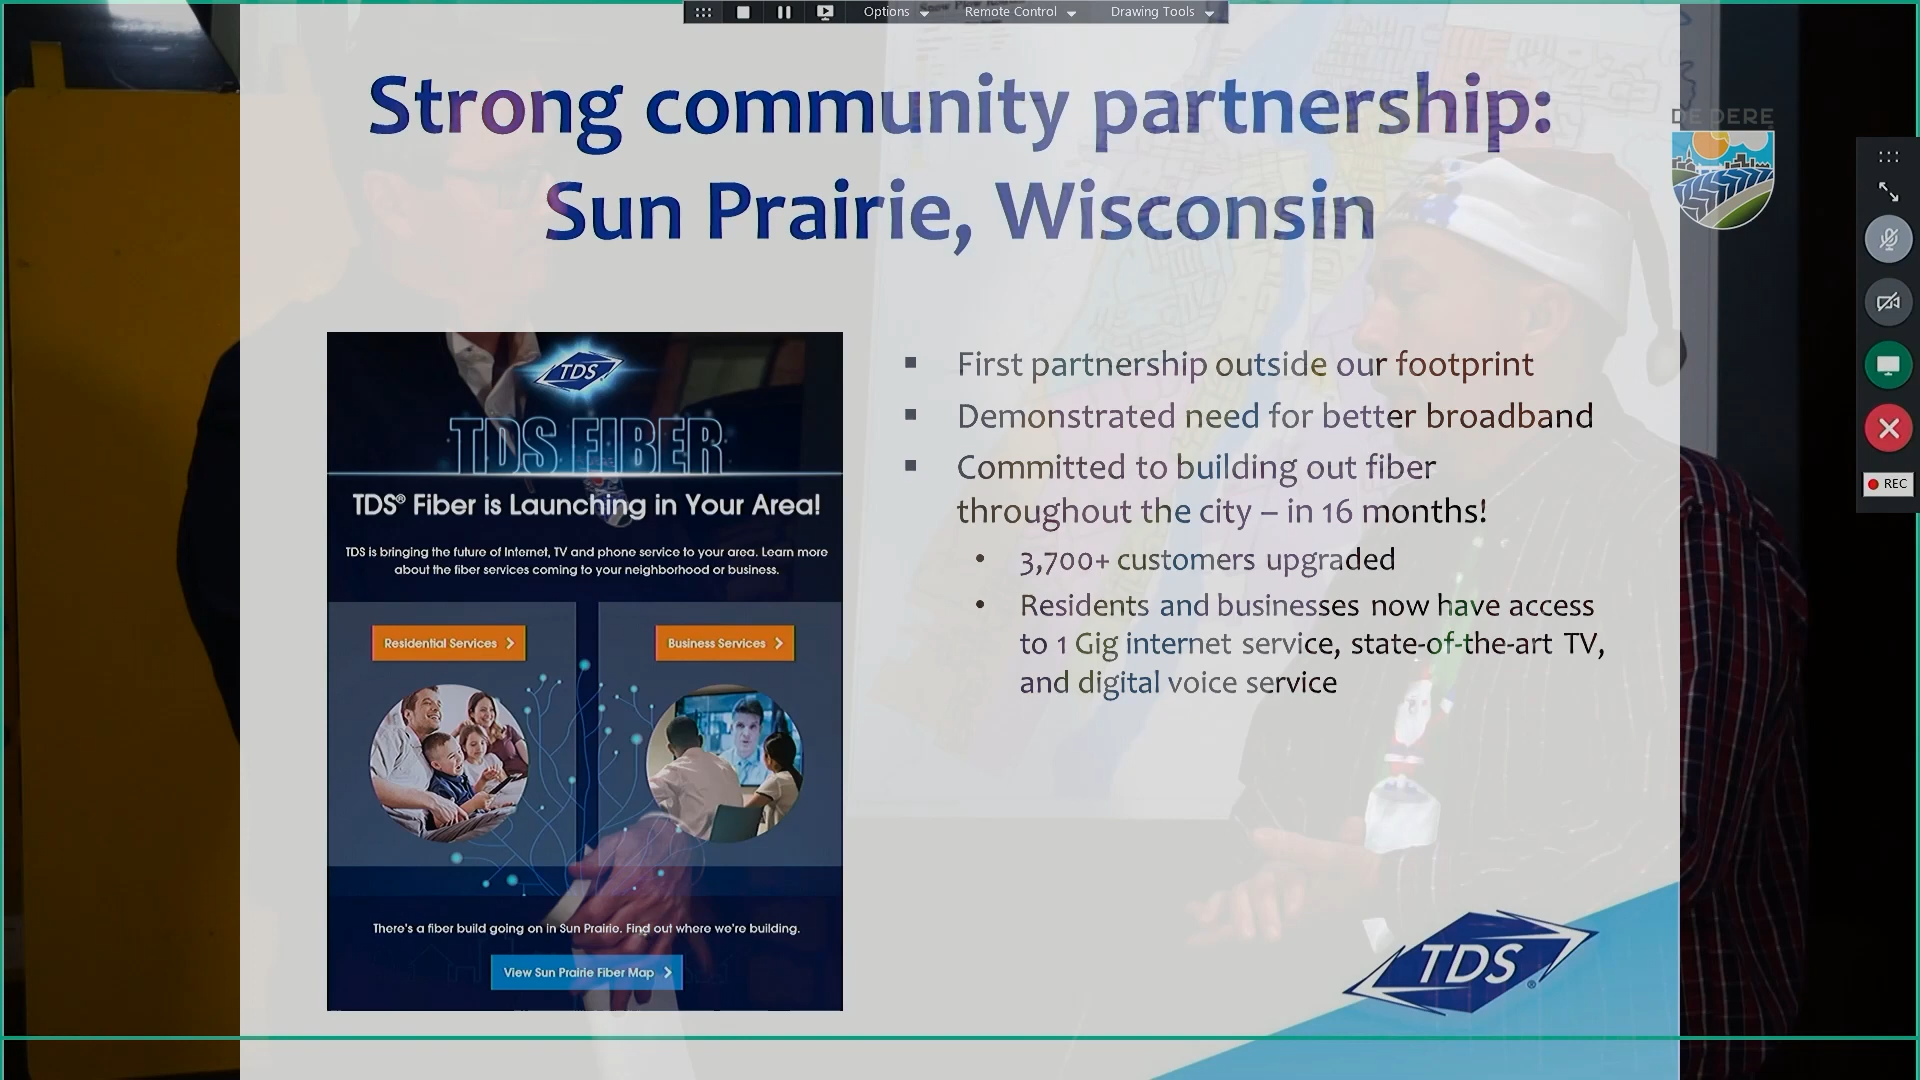 Options
Remote Control
Drawing Tools
Strong community partnership:
Sun Prairie, Wisconsin
DE PERE
TDS
TDS FIBER
TDS® Fiber is Launching in Your Area!
TDS is bringing the future of Internet, TV and phone service to your area. Learn more
about the fiber services coming to your neighborhood or business.
Residential Services
Business Services
There's a fiber build going on in Sun Prairie. Find out where we're building.
View Sun Prairie Fiber Map
▪ First partnership outside our footprint
▪ Demonstrated need for better broadband
▪ Committed to building out fiber
throughout the city – in 16 months!
• 3,700+ customers upgraded
• Residents and businesses now have access
to 1 Gig internet service, state-of-the-art TV,
and digital voice service
REC
TDS®